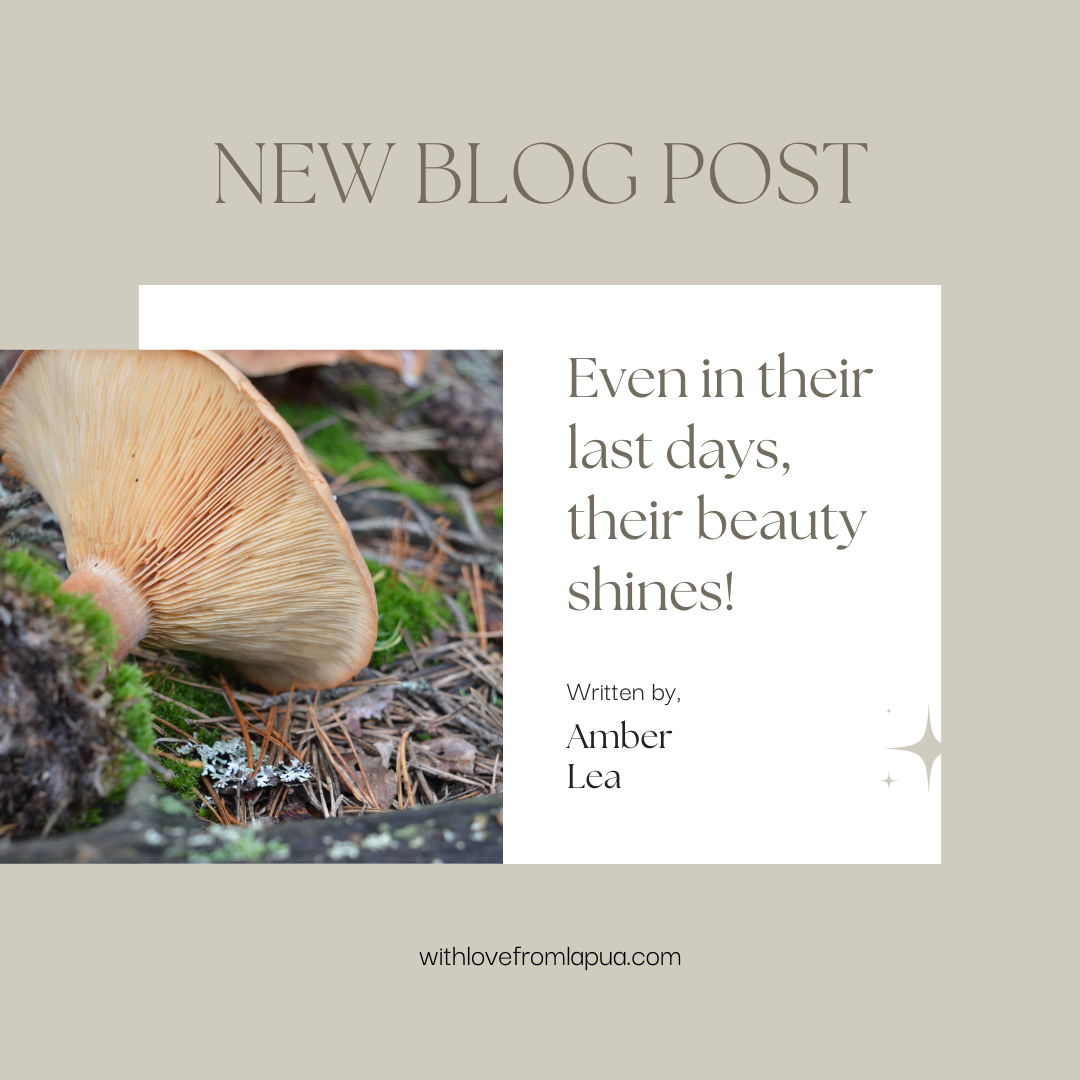 NEW BLOG POST
Even in their
last days,
their beauty
shines!
Written by,
Amber
Lea
withlovefromlapua.com